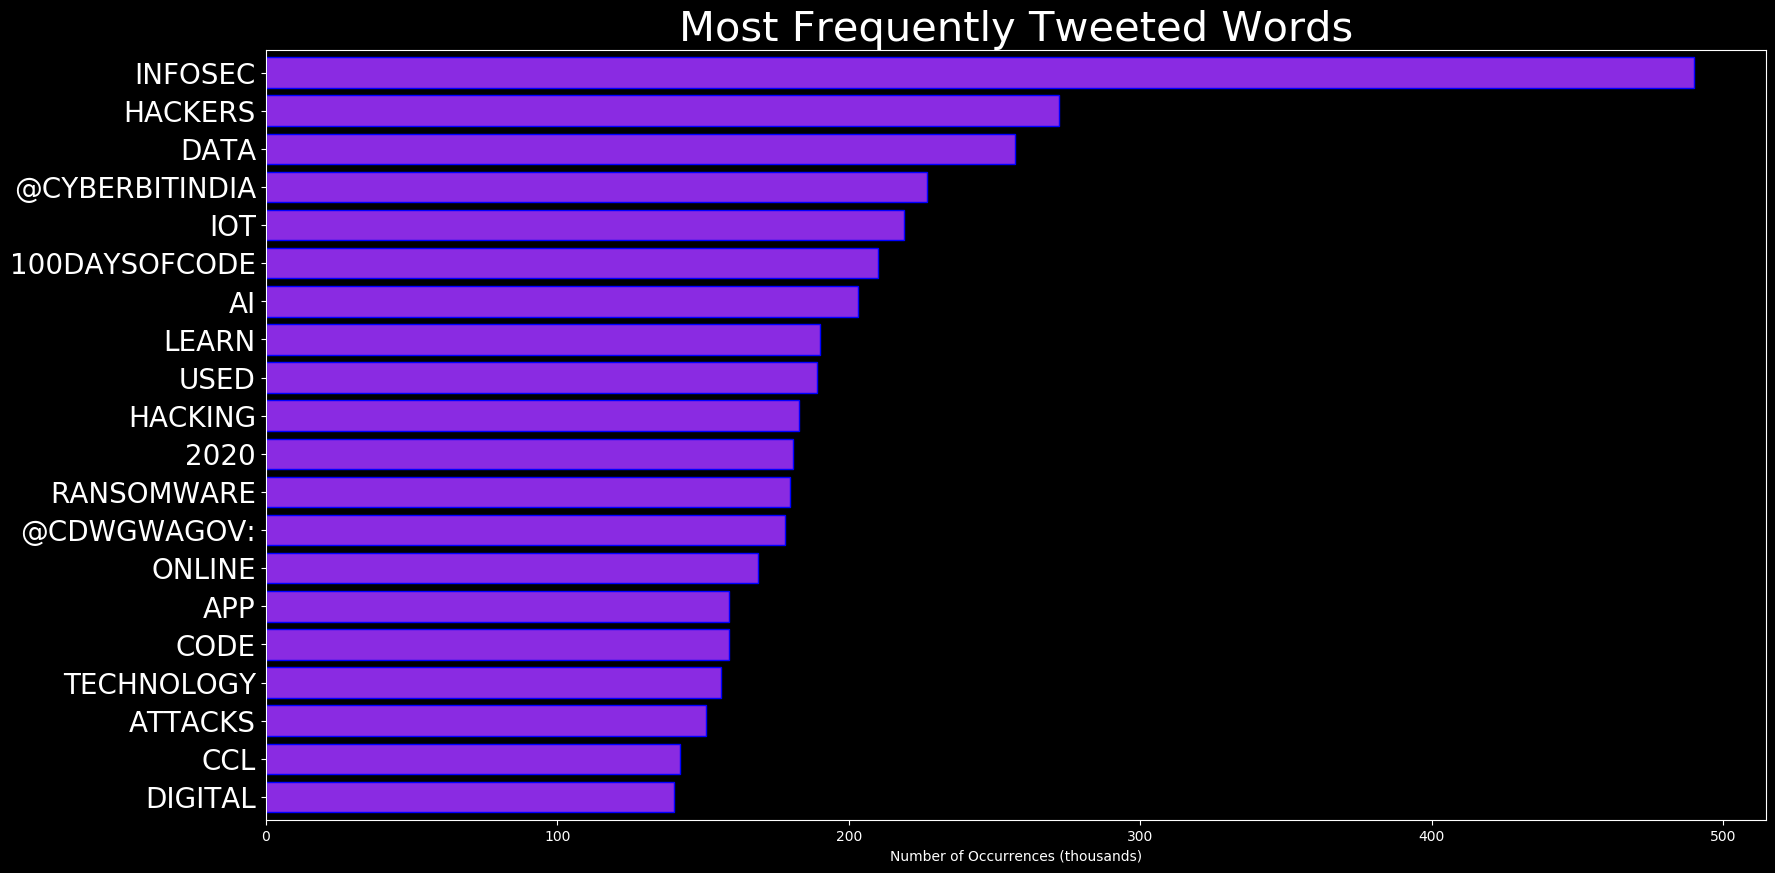 Most Frequently Tweeted Words
INFOSEC
HACKERS
DATA
@CYBERBITINDIA
IOT
100DAYSOFCODE
AI
LEARN
USED
HACKING
2020
RANSOMWARE
@CDWGWAGOV:
ONLINE
APP
CODE
TECHNOLOGY
ATTACKS
CCL
DIGITAL
0 100 200 300 400 500
Number of Occurrences (thousands)